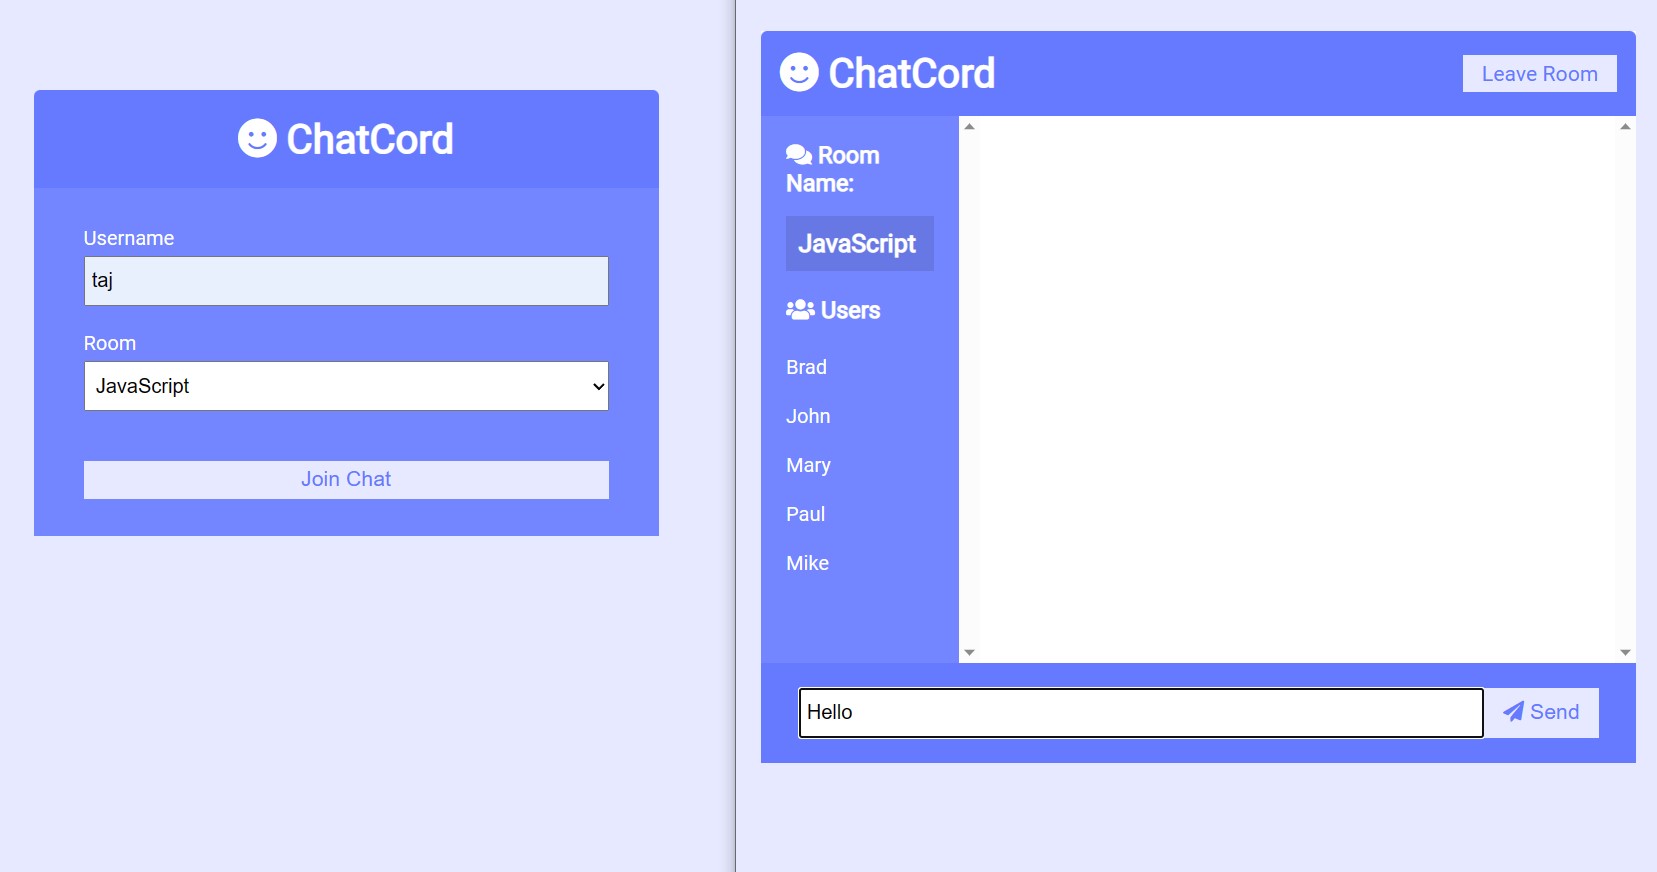 ChatCord
Username
taj
Room
JavaScript
Join Chat
ChatCord
Leave Room
Room
Name:
JavaScript
Users
Brad
John
Mary
Paul
Mike
Hello
Send